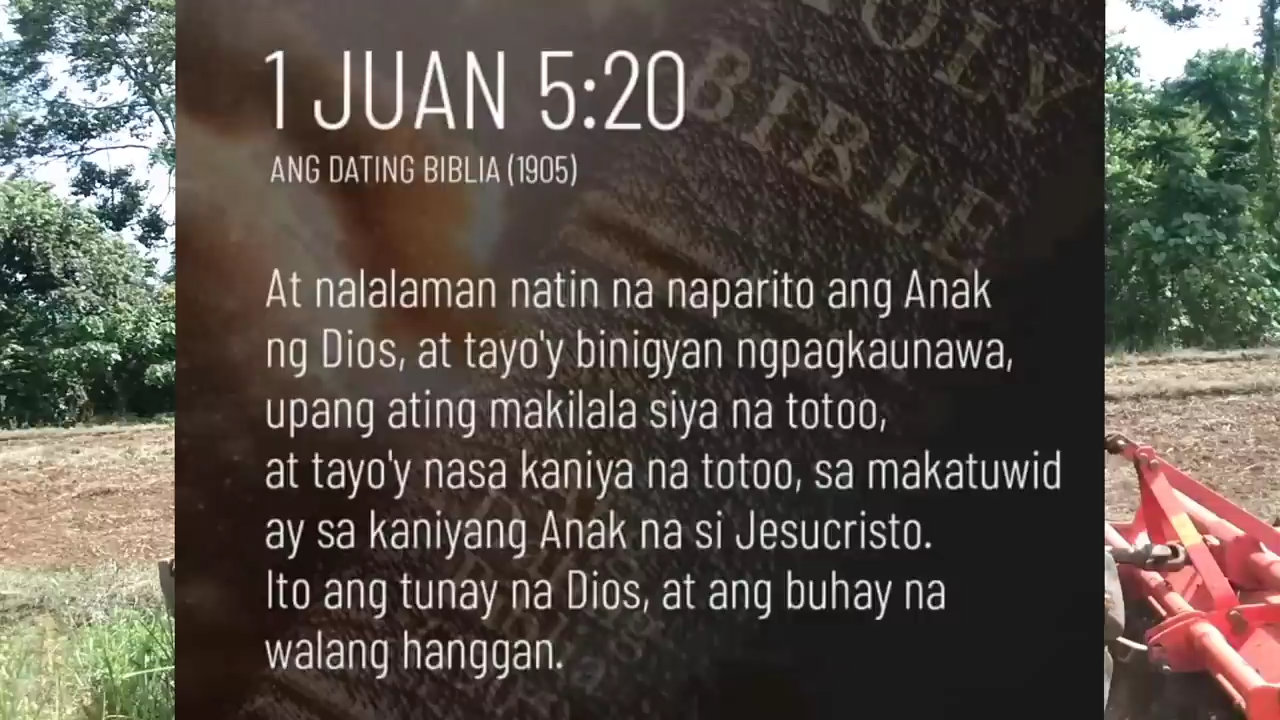 HOLY
BIBLE
1 JUAN 5:20
ANG DATING BIBLIA (1905)
At nalalaman natin na naparito ang Anak
ng Dios, at tayo'y binigyan ngpagkaunawa,
upang ating makilala siya na totoo,
at tayo'y nasa kaniya na totoo, sa makatuwid
ay sa kaniyang Anak na si Jesucristo.
Ito ang tunay na Dios, at ang buhay na
walang hanggan.